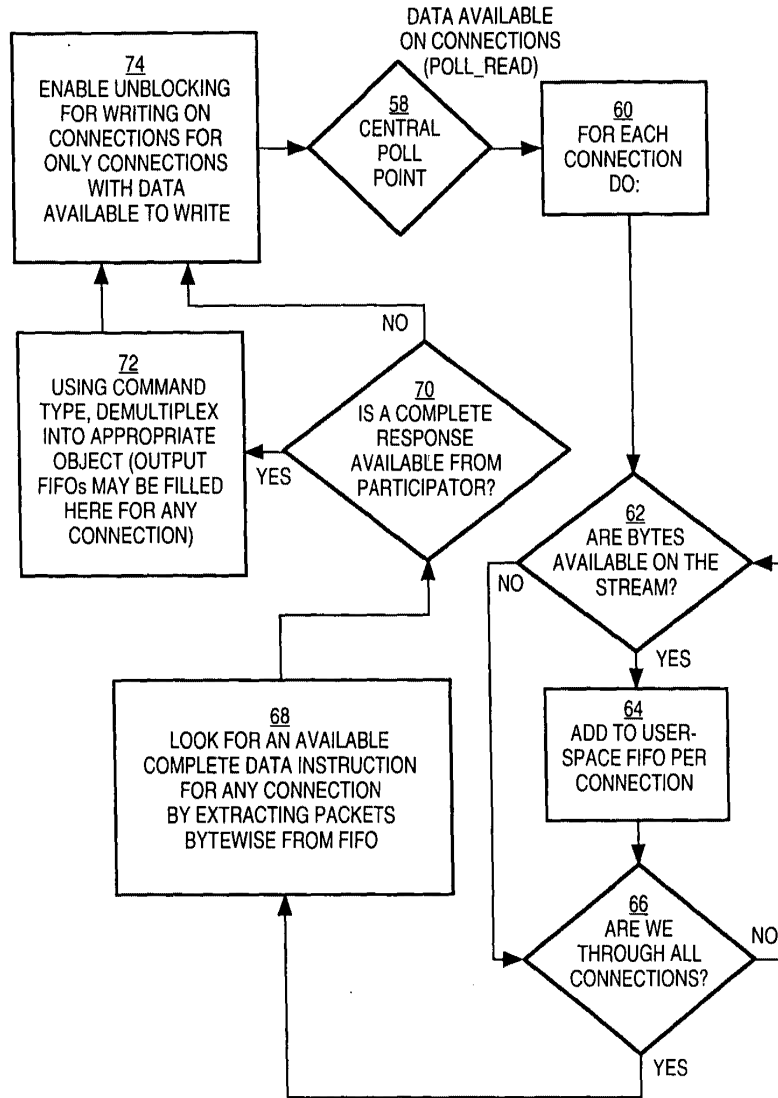 DATA AVAILABLE
ON CONNECTIONS
(POLL_READ)
74
ENABLE UNBLOCKING
FOR WRITING ON
CONNECTIONS FOR
ONLY CONNECTIONS
WITH DATA
AVAILABLE TO WRITE
58
CENTRAL
POLL
POINT
60
FOR EACH
CONNECTION
DO:
NO
72
USING COMMAND
TYPE, DEMULTIPLEX
INTO APPROPRIATE
OBJECT (OUTPUT
FIFOs MAY BE FILLED
HERE FOR ANY
CONNECTION)
YES
70
IS A COMPLETE
RESPONSE
AVAILABLE FROM
PARTICIPATOR?
62
ARE BYTES
AVAILABLE ON THE
STREAM?
NO
YES
64
ADD TO USER-
SPACE FIFO PER
CONNECTION
68
LOOK FOR AN AVAILABLE
COMPLETE DATA INSTRUCTION
FOR ANY CONNECTION
BY EXTRACTING PACKETS
BYTEWISE FROM FIFO
66
ARE WE
THROUGH ALL
CONNECTIONS?
NO
YES